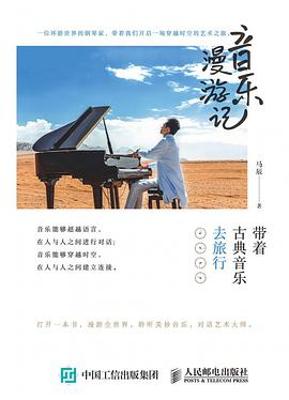 一位环游世界的钢琴家，带着我们开启一场穿越时空的艺术之旅
音乐
漫游记
马辰 著
带着
古典音乐
去旅行
音乐能够超越语言，
在人与人之间进行对话；
音乐能够穿越时空，
在人与人之间建立连接。
打开一本书，漫游全世界，聆听美妙音乐，对话艺术大师。
中国工信出版集团
人民邮电出版社